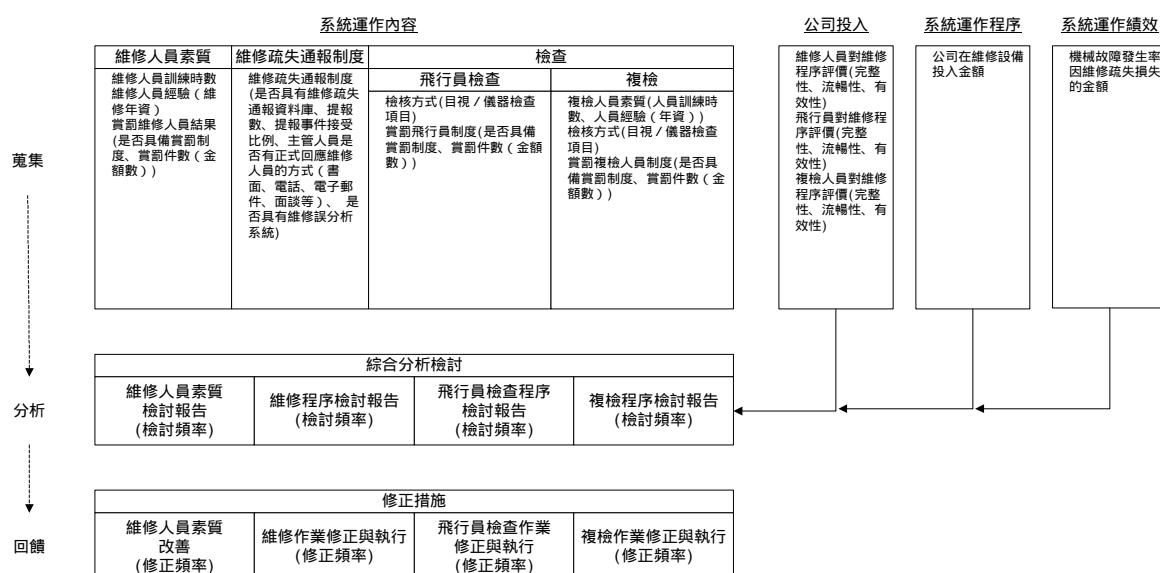 系統運作內容
公司投入
系統運作程序
系統運作績效
維修人員素質
維修疏失通報制度
檢查
飛行員檢查
複檢
維修人員訓練時數
維修人員經驗(維
修年資)
賞罰維修人員結果
(是否具備賞罰制
度、賞罰件數(金
額數))
維修疏失通報制度
(是否具有維修疏失
通報資料庫、提報
數、提報事件接受
比例、主管人員是
否有正式回應維修
人員的方式(書
面、電話、電子郵
件、面談等)、 是
否具有維修誤分析
系統)
檢核方式(目視/儀器檢查
項目)
賞罰飛行員制度(是否具備
賞罰制度、賞罰件數(金額
數))
複檢人員素質(人員訓練時
數、人員經驗(年資))
檢核方式(目視/儀器檢查
項目)
賞罰複檢人員制度(是否具
備賞罰制度、賞罰件數(金
額數))
維修人員對維修
程序評價(完整
性、流暢性、有
效性)
飛行員對維修程
序評價(完整
性、流暢性、有
效性)
複檢人員對維修
程序評價(完整
性、流暢性、有
效性)
公司在維修設備
投入金額
機械故障發生率
因維修疏失損失
的金額
蒐集
綜合分析檢討
分析
維修人員素質
檢討報告
(檢討頻率)
維修程序檢討報告
(檢討頻率)
飛行員檢查程序
檢討報告
(檢討頻率)
複檢程序檢討報告
(檢討頻率)
修正措施
回饋
維修人員素質
改善
(修正頻率)
維修作業修正與執行
(修正頻率)
飛行員檢查作業
修正與執行
(修正頻率)
複檢作業修正與執行
(修正頻率)